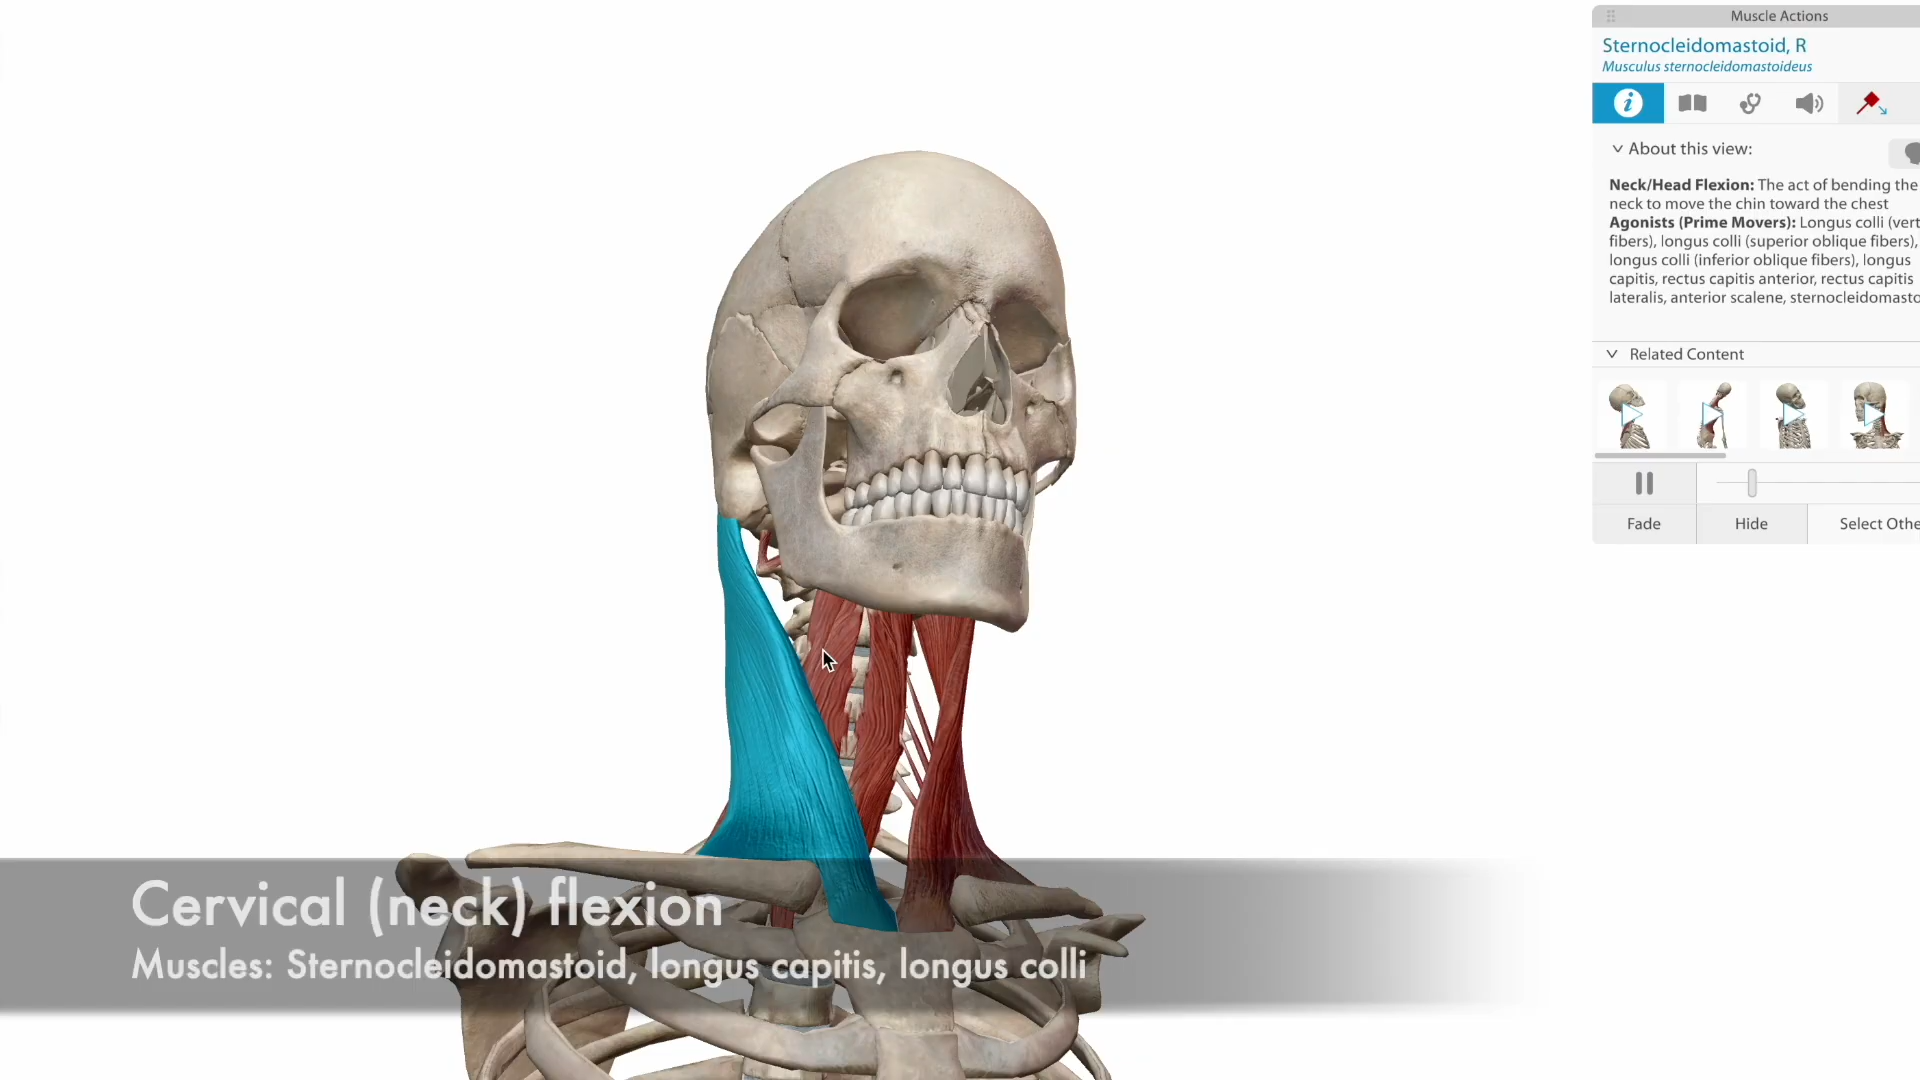 Muscle Actions
Sternocleidomastoid, R
Musculus sternocleidomastoideus
About this view:
Neck/Head Flexion: The act of bending the
neck to move the chin toward the chest
Agonists (Prime Movers): Longus colli (vert
fibers), longus colli (superior oblique fibers),
longus colli (inferior oblique fibers), longus
capitis, rectus capitis anterior, rectus capitis
lateralis, anterior scalene, sternocleidomasto
Related Content
Fade
Hide
Select Othe
Cervical (neck) flexion
Muscles: Sternocleidomastoid, longus capitis, longus colli